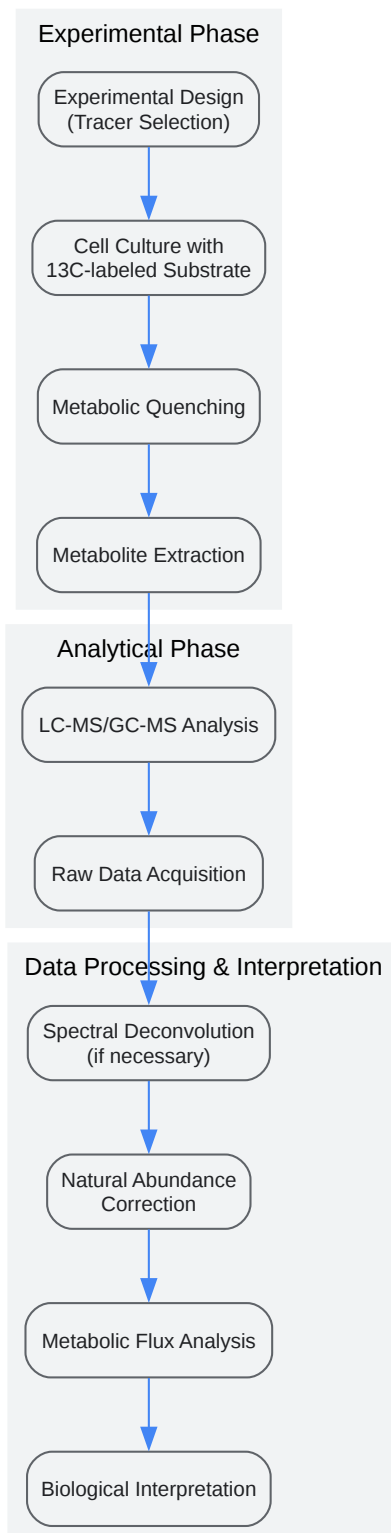 Experimental Phase
Experimental Design
(Tracer Selection)
Cell Culture with
13C-labeled Substrate
Metabolic Quenching
Metabolite Extraction
Analytical Phase
LC-MS/GC-MS Analysis
Raw Data Acquisition
Data Processing & Interpretation
Spectral Deconvolution
(if necessary)
Natural Abundance
Correction
Metabolic Flux Analysis
Biological Interpretation